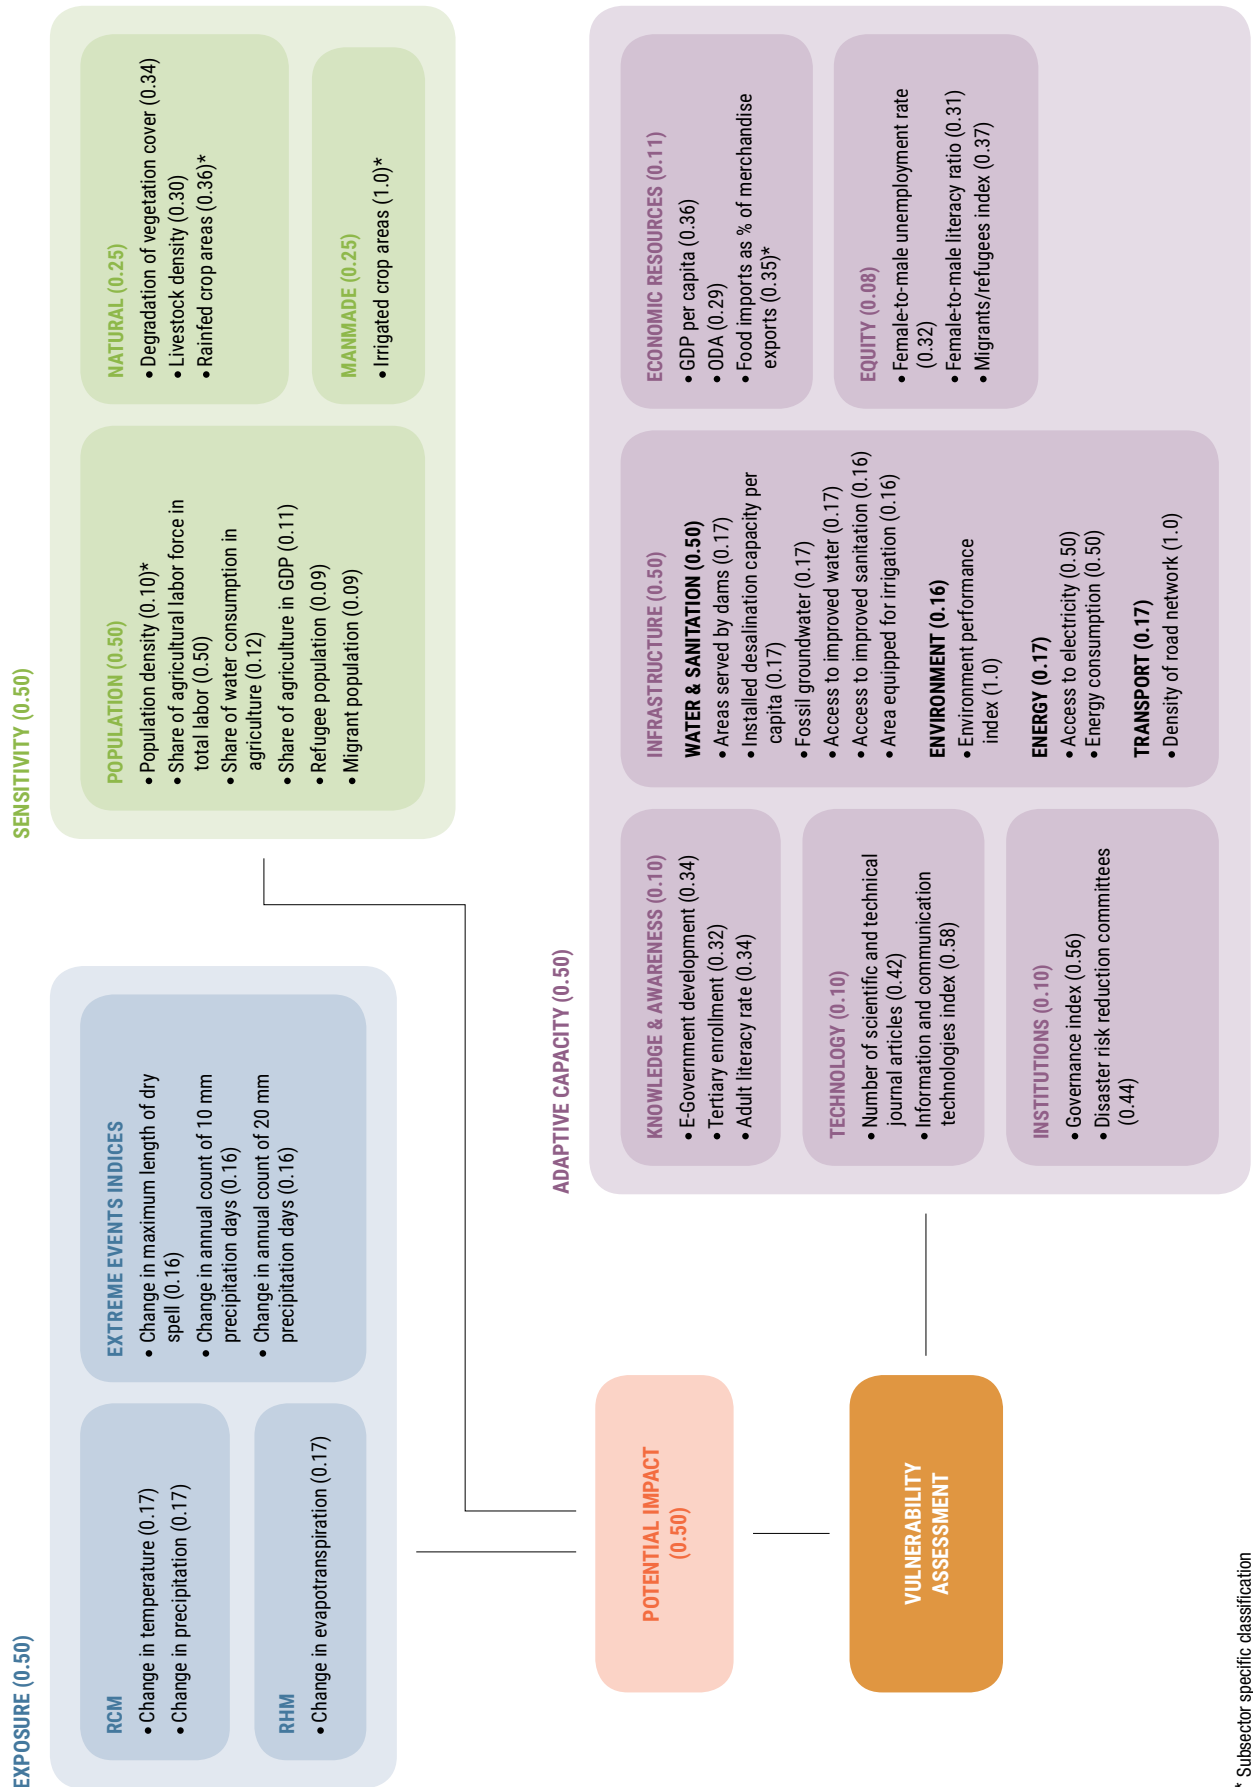 EXPOSURE (0.50)
RCM
• Change in temperature (0.17)
• Change in precipitation (0.17)
RHM
• Change in evapotranspiration (0.17)
EXTREME EVENTS INDICES
• Change in maximum length of dry
spell (0.16)
• Change in annual count of 10 mm
precipitation days (0.16)
• Change in annual count of 20 mm
precipitation days (0.16)
SENSITIVITY (0.50)
POPULATION (0.50)
• Population density (0.10)*
• Share of agricultural labor force in
total labor (0.50)
• Share of water consumption in
agriculture (0.12)
• Share of agriculture in GDP (0.11)
• Refugee population (0.09)
• Migrant population (0.09)
NATURAL (0.25)
• Degradation of vegetation cover (0.34)
• Livestock density (0.30)
• Rainfed crop areas (0.36)*
MANMADE (0.25)
• Irrigated crop areas (1.0)*
POTENTIAL IMPACT
(0.50)
VULNERABILITY
ASSESSMENT
ADAPTIVE CAPACITY (0.50)
KNOWLEDGE & AWARENESS (0.10)
• E-Government development (0.34)
• Tertiary enrollment (0.32)
• Adult literacy rate (0.34)
TECHNOLOGY (0.10)
• Number of scientific and technical
journal articles (0.42)
• Information and communication
technologies index (0.58)
INSTITUTIONS (0.10)
• Governance index (0.56)
• Disaster risk reduction committees
(0.44)
INFRASTRUCTURE (0.50)
WATER & SANITATION (0.50)
• Areas served by dams (0.17)
• Installed desalination capacity per
capita (0.17)
• Fossil groundwater (0.17)
• Access to improved water (0.17)
• Access to improved sanitation (0.16)
• Area equipped for irrigation (0.16)
ENVIRONMENT (0.16)
• Environment performance
index (1.0)
ENERGY (0.17)
• Access to electricity (0.50)
• Energy consumption (0.50)
TRANSPORT (0.17)
• Density of road network (1.0)
ECONOMIC RESOURCES (0.11)
• GDP per capita (0.36)
• ODA (0.29)
• Food imports as % of merchandise
exports (0.35)*
EQUITY (0.08)
• Female-to-male unemployment rate
(0.32)
• Female-to-male literacy ratio (0.31)
• Migrants/refugees index (0.37)
* Subsector specific classification